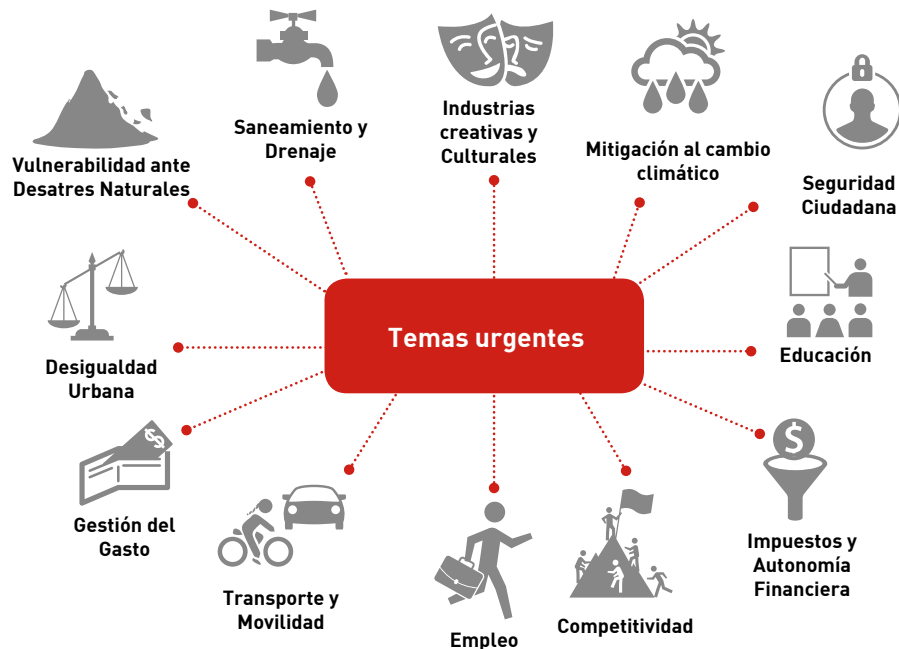 Vulnerabilidad ante
Desatres Naturales
Saneamiento y
Drenaje
Industrias
creativas y
Culturales
Mitigación al cambio
climático
Seguridad
Ciudadana
Desigualdad
Urbana
Temas urgentes
Educación
Gestión del
Gasto
$
Transporte y
Movilidad
Empleo
Competitividad
$
Impuestos y
Autonomía
Financiera